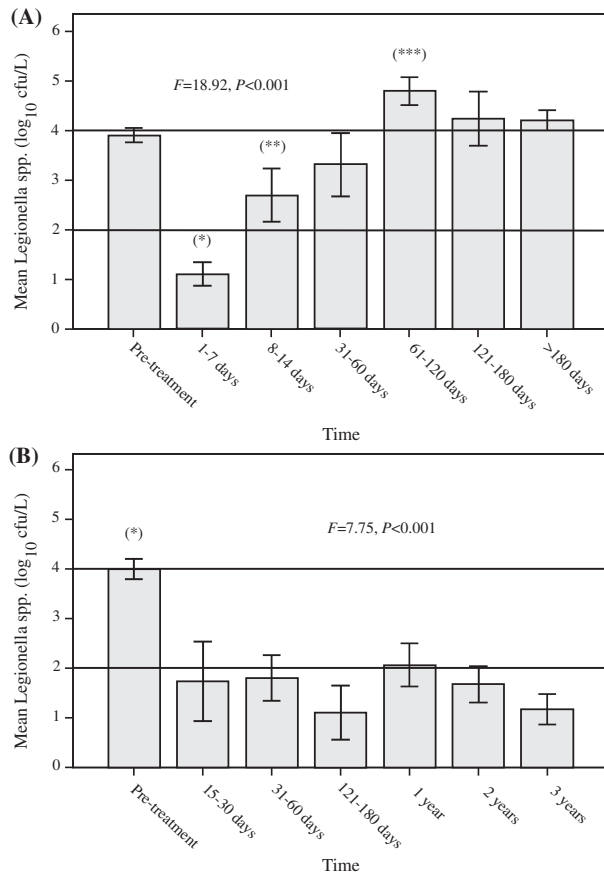 (A)
Mean Legionella spp. (log10 cfu/L)
6
5
4
3
2
1
0
F=18.92, P<0.001
(*)
(**)
(***)
Pre-treatment
1-7 days
8-14 days
31-60 days
61-120 days
121-180 days
>180 days
Time
(B)
Mean Legionella spp. (log10 cfu/L)
6
5
4
3
2
1
0
(*)
F=7.75, P<0.001
Pre-treatment
15-30 days
31-60 days
121-180 days
1 year
2 years
3 years
Time